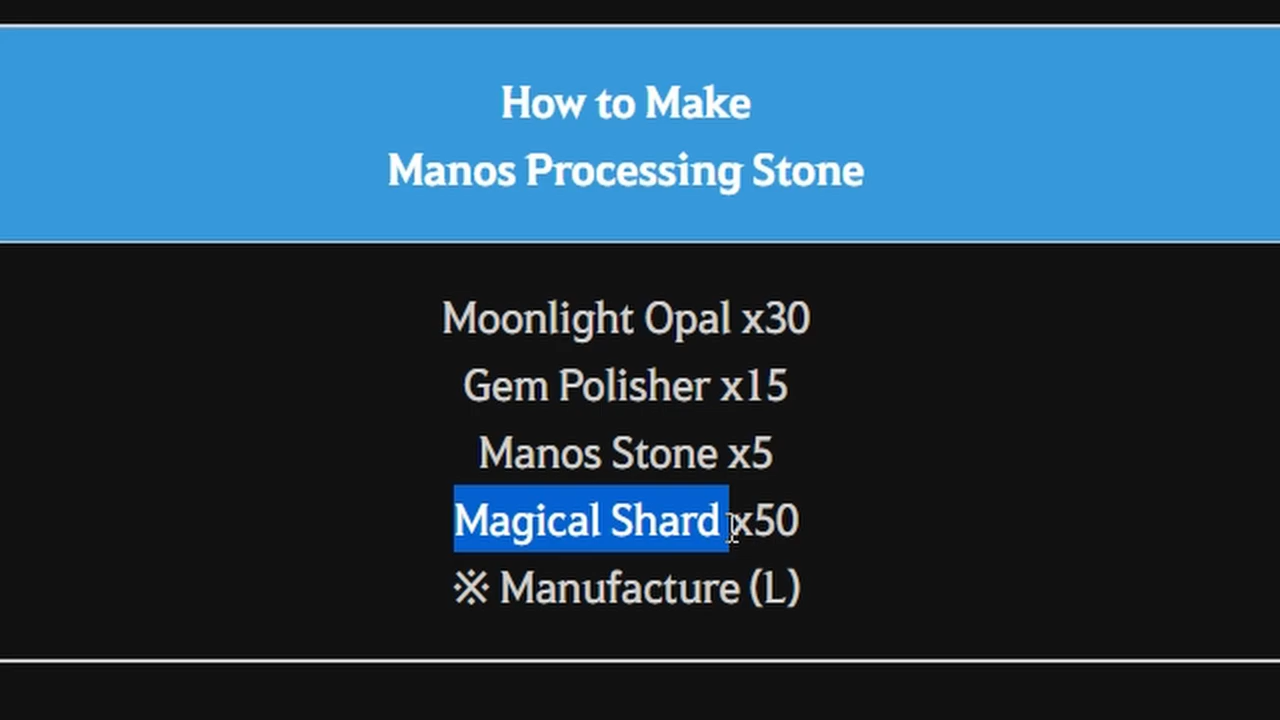 How to Make
Manos Processing Stone
Moonlight Opal x30
Gem Polisher x15
Manos Stone x5
Magical Shard x50
※ Manufacture (L)